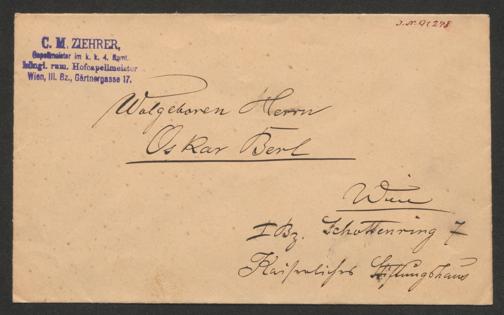 C. M. ZIEHRER,
Capellmeister im k. k. 4. Rgmt.
königl. rum. Hofcapellmeister
Wien, III. Bz., Gärtnergasse 17.
Wolgeboren Herrn
Oskar Berl
Wien
I Bz. Schottenring 7
Kaiserliches Stiftungshaus